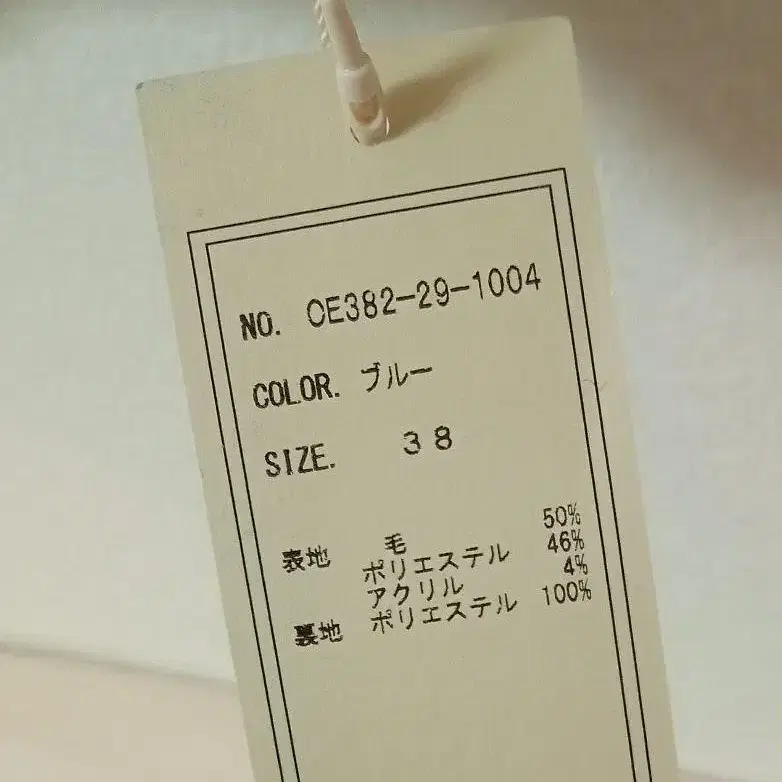 NO. CE382-29-1004
COLOR. ブルー
SIZE. 38
表地 毛 50%
ポリエステル 46%
アクリル 4%
裏地 ポリエステル 100%